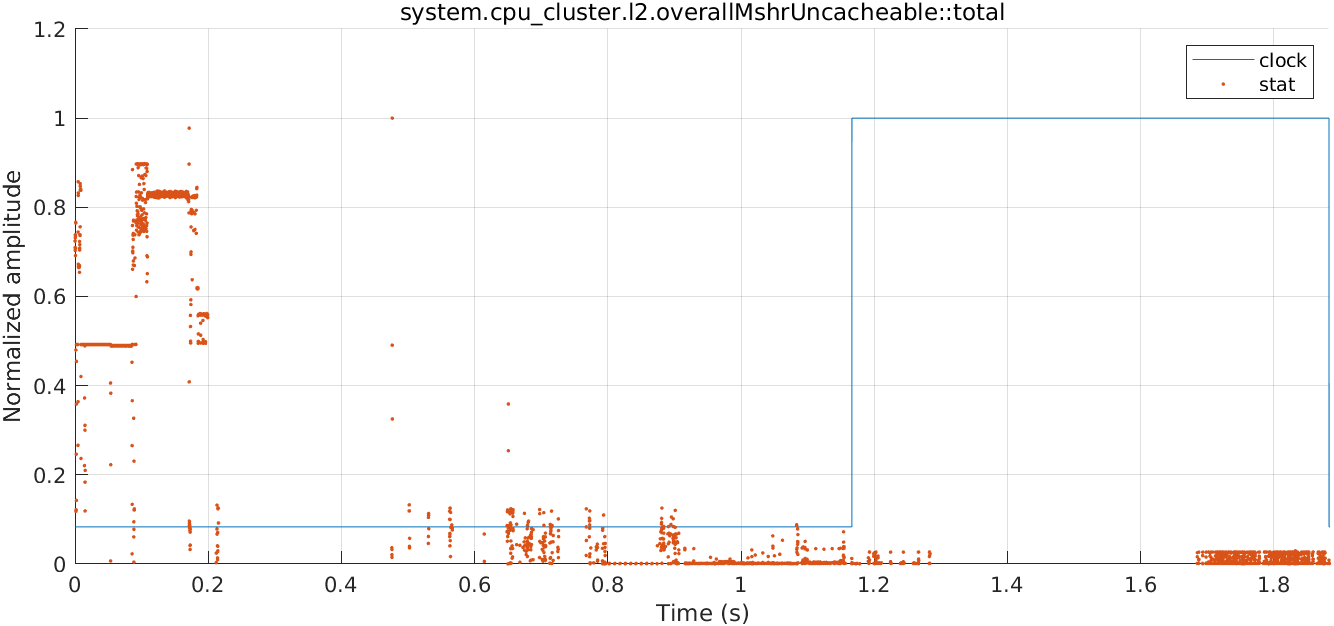 system.cpu_cluster.l2.overallMshrUncacheable::total
1.2
1
0.8
0.6
0.4
0.2
0
Normalized amplitude
clock
stat
0 0.2 0.4 0.6 0.8 1 1.2 1.4 1.6 1.8
Time (s)